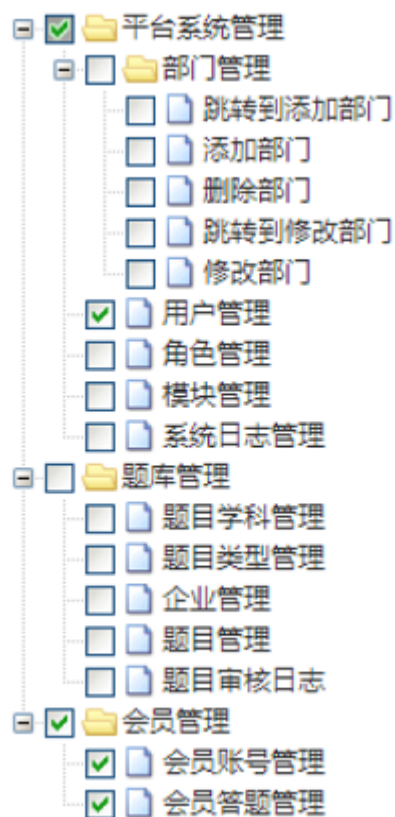 平台系统管理
部门管理
跳转到添加部门
添加部门
删除部门
跳转到修改部门
修改部门
用户管理
角色管理
模块管理
系统日志管理
题库管理
题目学科管理
题目类型管理
企业管理
题目管理
题目审核日志
会员管理
会员账号管理
会员答题管理